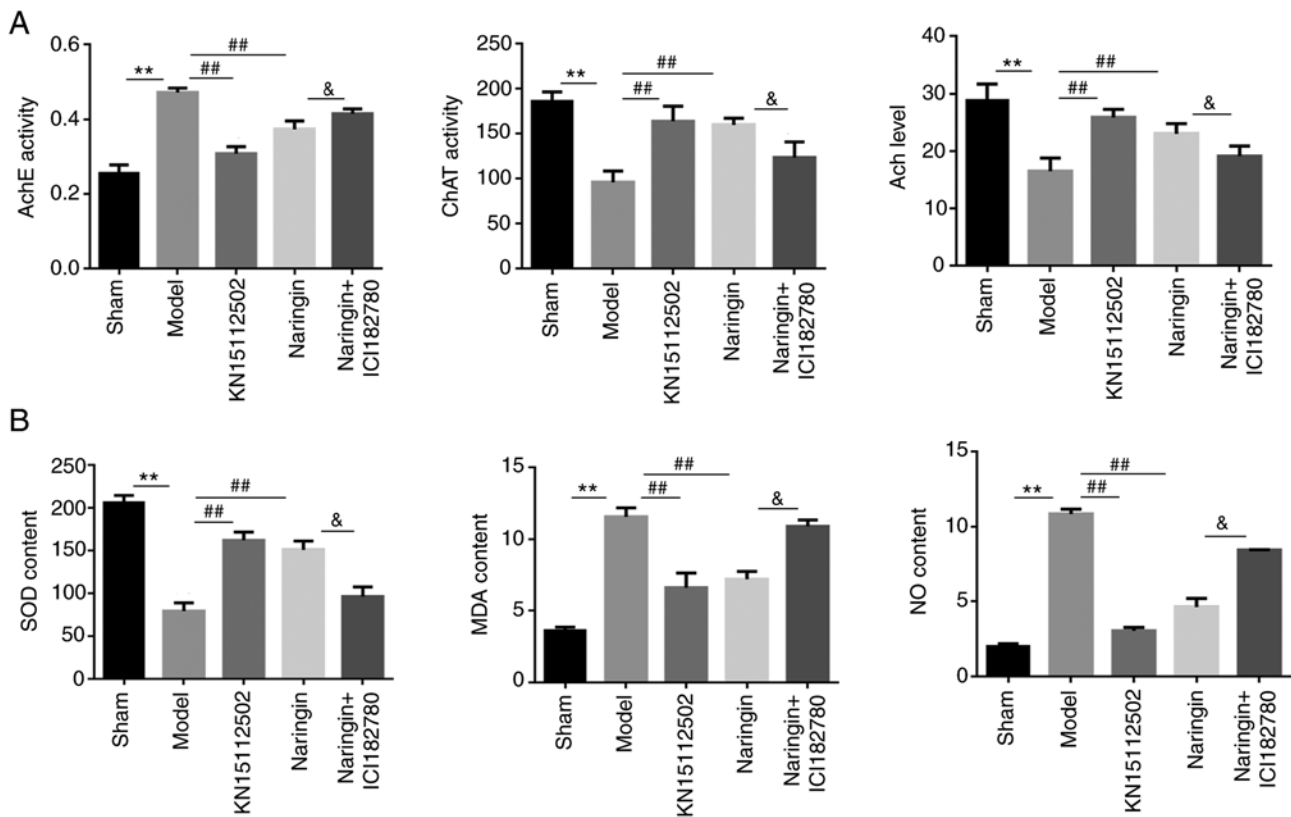 A
AchE activity
0.6
0.4
0.2
0.0
**
##
##
&
Sham
Model
KN15112502
Naringin
Naringin+
ICI182780
ChAT activity
250
200
150
100
50
0
**
##
##
&
Sham
Model
KN15112502
Naringin
Naringin+
ICI182780
Ach level
40
30
20
10
0
**
##
##
&
Sham
Model
KN15112502
Naringin
Naringin+
ICI182780
B
SOD content
250
200
150
100
50
0
**
##
##
&
Sham
Model
KN15112502
Naringin
Naringin+
ICI182780
MDA content
15
10
5
0
**
##
##
&
Sham
Model
KN15112502
Naringin
Naringin+
ICI182780
NO content
15
10
5
0
**
##
##
&
Sham
Model
KN15112502
Naringin
Naringin+
ICI182780